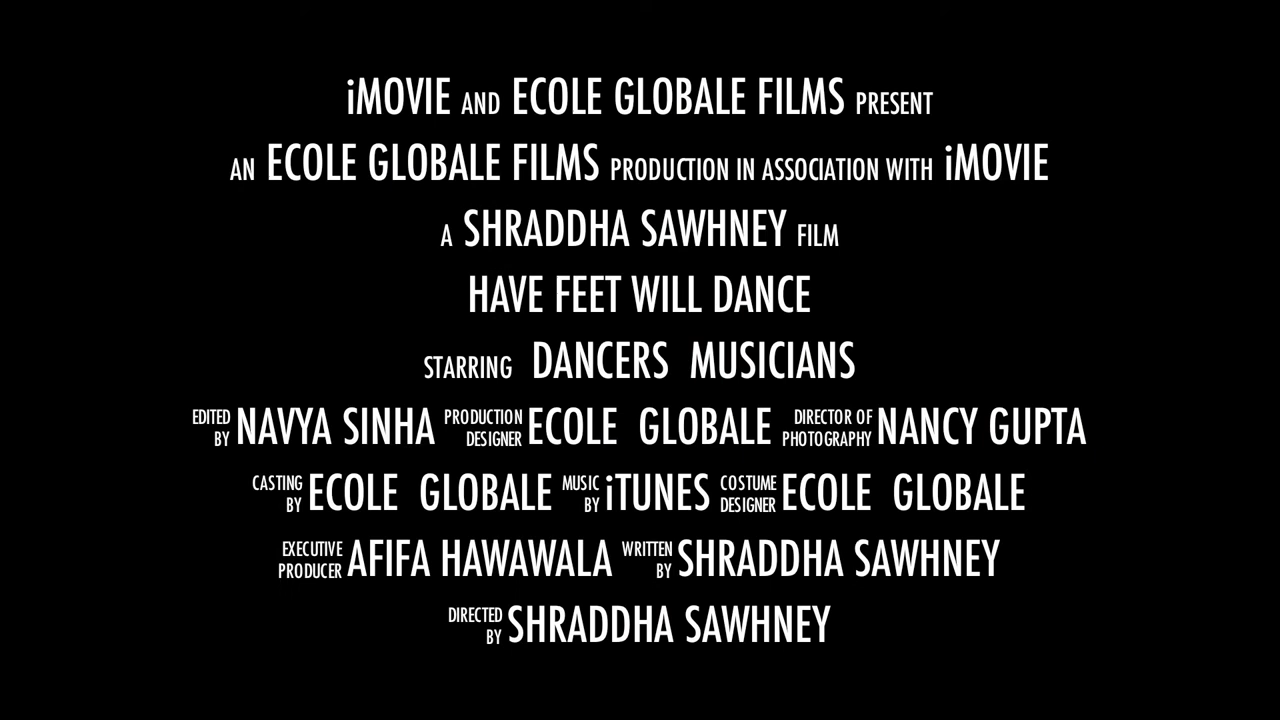 iMOVIE AND ECOLE GLOBALE FILMS PRESENT
AN ECOLE GLOBALE FILMS PRODUCTION IN ASSOCIATION WITH iMOVIE
A SHRADDHA SAWHNEY FILM
HAVE FEET WILL DANCE
STARRING DANCERS MUSICIANS
EDITED BY NAVYA SINHA PRODUCTION DESIGNER ECOLE GLOBALE DIRECTOR OF PHOTOGRAPHY NANCY GUPTA
CASTING BY ECOLE GLOBALE MUSIC BY iTUNES COSTUME DESIGNER ECOLE GLOBALE
EXECUTIVE PRODUCER AFIFA HAWAWALA WRITTEN BY SHRADDHA SAWHNEY
DIRECTED BY SHRADDHA SAWHNEY